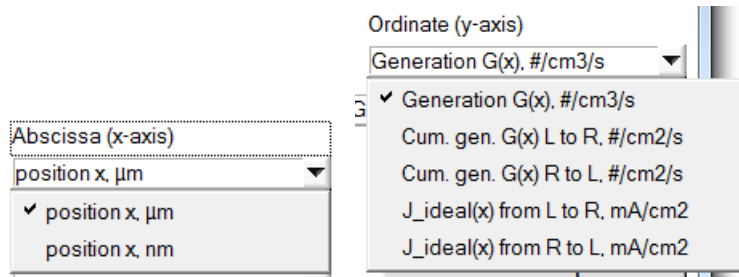 Ordinate (y-axis)
Generation G(x), #/cm3/s
G
✔ Generation G(x), #/cm3/s
Cum. gen. G(x) L to R, #/cm2/s
Cum. gen. G(x) R to L, #/cm2/s
J_ideal(x) from L to R, mA/cm2
J_ideal(x) from R to L, mA/cm2
Abscissa (x-axis)
position x, µm
✔ position x, µm
position x, nm